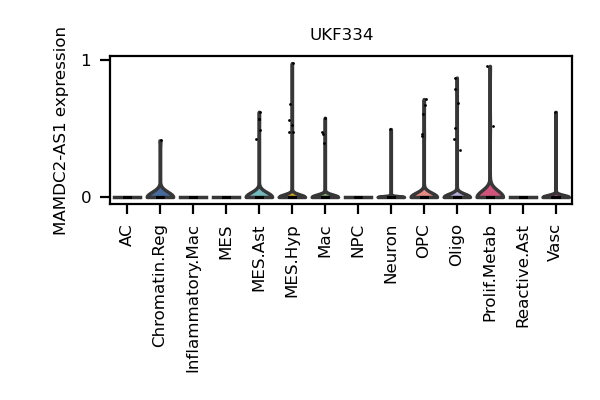 UKF334
MAMDC2-AS1 expression
1
0
AC
Chromatin.Reg
Inflammatory.Mac
MES
MES.Ast
MES.Hyp
Mac
NPC
Neuron
OPC
Oligo
Prolif.Metab
Reactive.Ast
Vasc